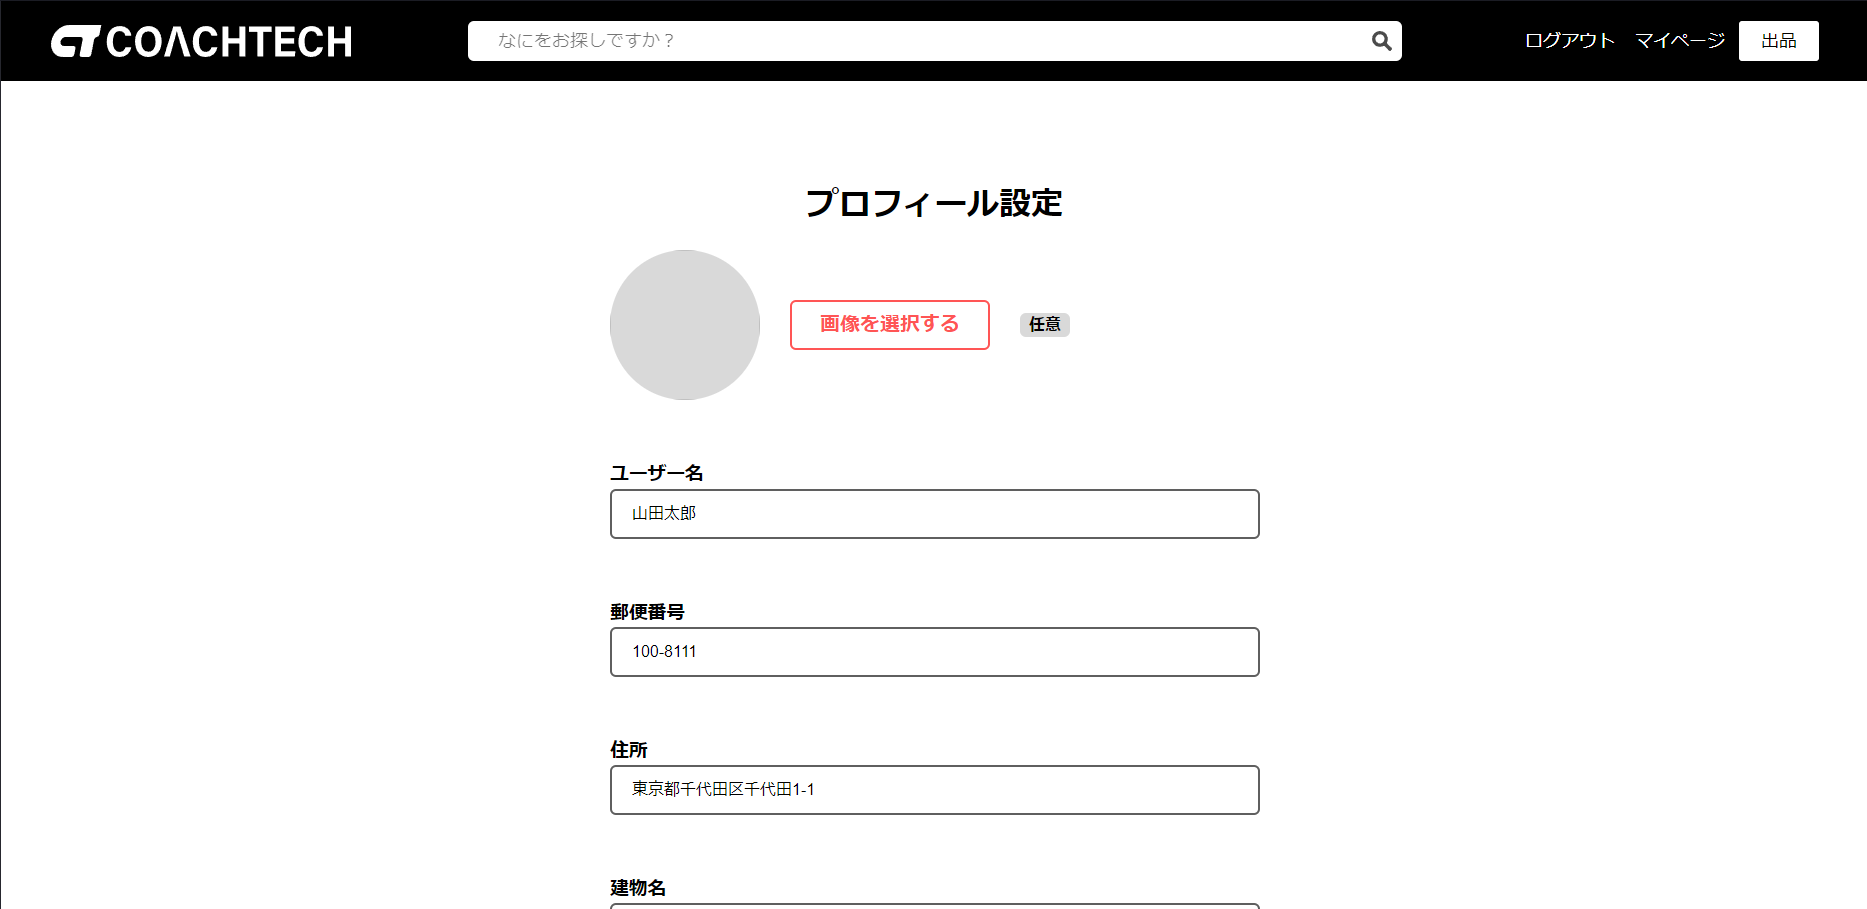 COACHTECH
なにをお探しですか？
ログアウト マイページ 出品
プロフィール設定
画像を選択する 任意
ユーザー名
山田太郎
郵便番号
100-8111
住所
東京都千代田区千代田1-1
建物名